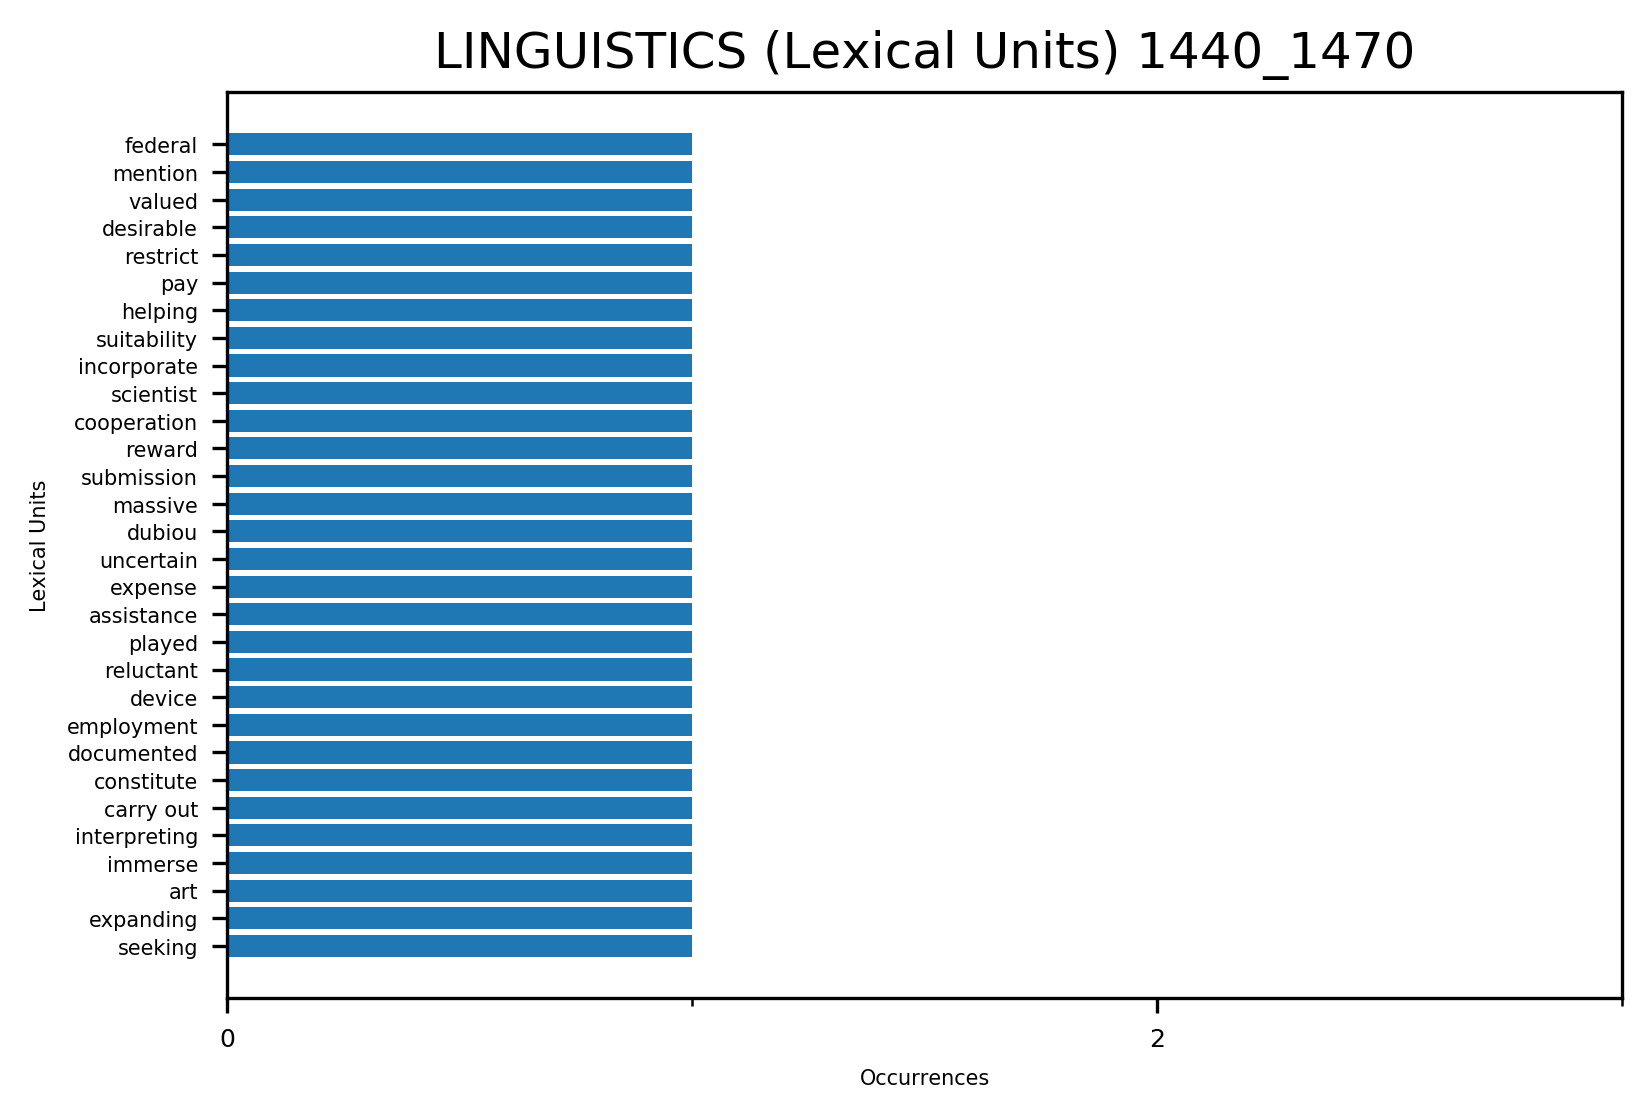 LINGUISTICS (Lexical Units) 1440_1470
federal
mention
valued
desirable
restrict
pay
helping
suitability
incorporate
scientist
cooperation
reward
submission
massive
dubiou
uncertain
expense
assistance
played
reluctant
device
employment
documented
constitute
carry out
interpreting
immerse
art
expanding
seeking
Lexical Units
0 2
Occurrences